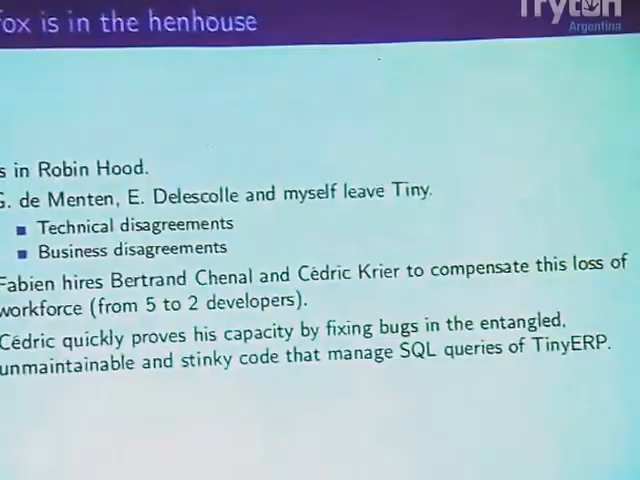 fox is in the henhouse
Tryton
Argentina
s in Robin Hood.
G. de Menten, E. Delescolle and myself leave Tiny.
Technical disagreements
Business disagreements
Fabien hires Bertrand Chenal and Cédric Krier to compensate this loss of
workforce (from 5 to 2 developers).
Cédric quickly proves his capacity by fixing bugs in the entangled,
unmaintainable and stinky code that manage SQL queries of TinyERP.